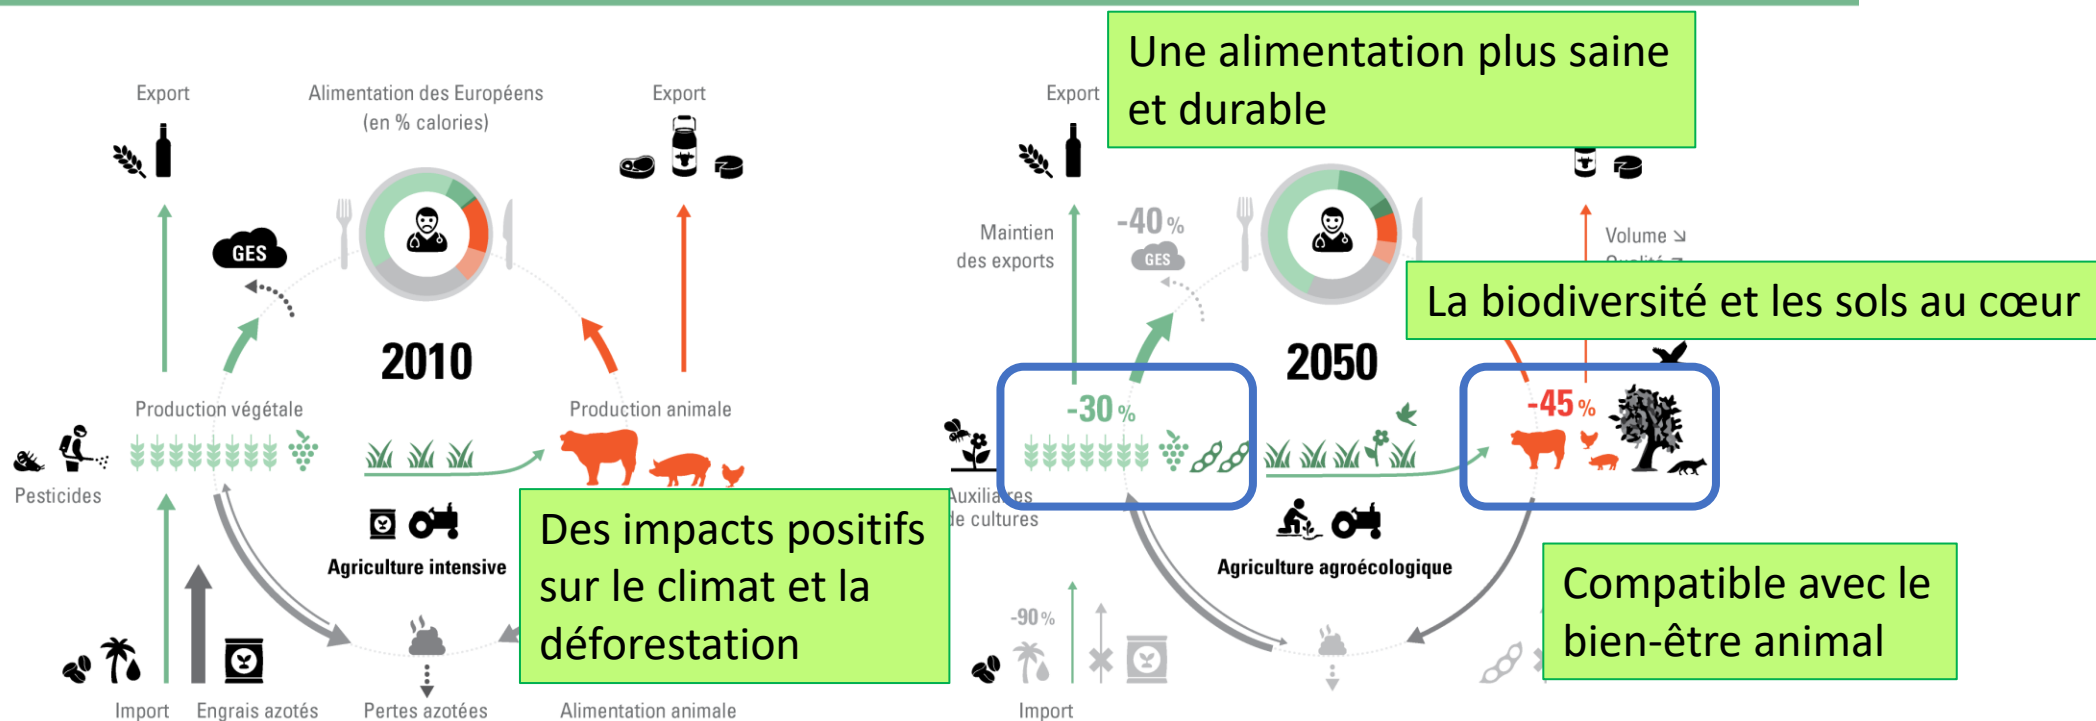 Export
Alimentation des Européens
(en % calories)
Export
GES
2010
Production végétale
Production animale
Pesticides
Agriculture intensive
Import
Engrais azotés
Pertes azotées
Alimentation animale
Des impacts positifs
sur le climat et la
déforestation
Une alimentation plus saine
et durable
Export
Maintien
des exports
-40 %
GES
Volume
La biodiversité et les sols au cœur
2050
-30 %
-45 %
Auxiliaires
de cultures
Agriculture agroécologique
-90 %
Import
Compatible avec le
bien-être animal